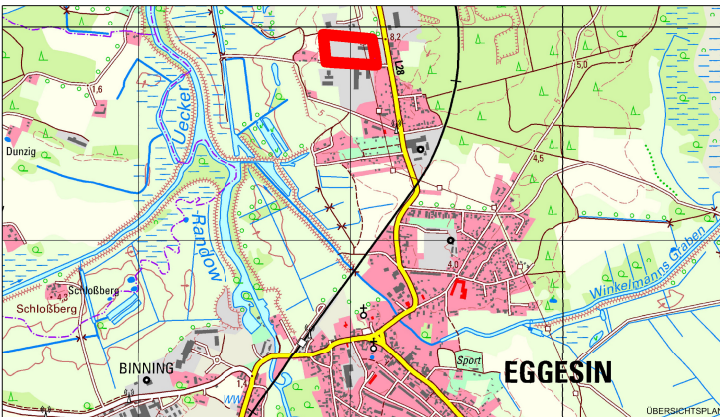 8,2
L28
5,0
1,6
Uecker
Dunzig
4,5
Randow
4,0
Winkelmanns Graben
4,3
Schloßberg
Schloßberg
BINNING
Sport
EGGESIN
WW
ÜBERSICHTSPLA